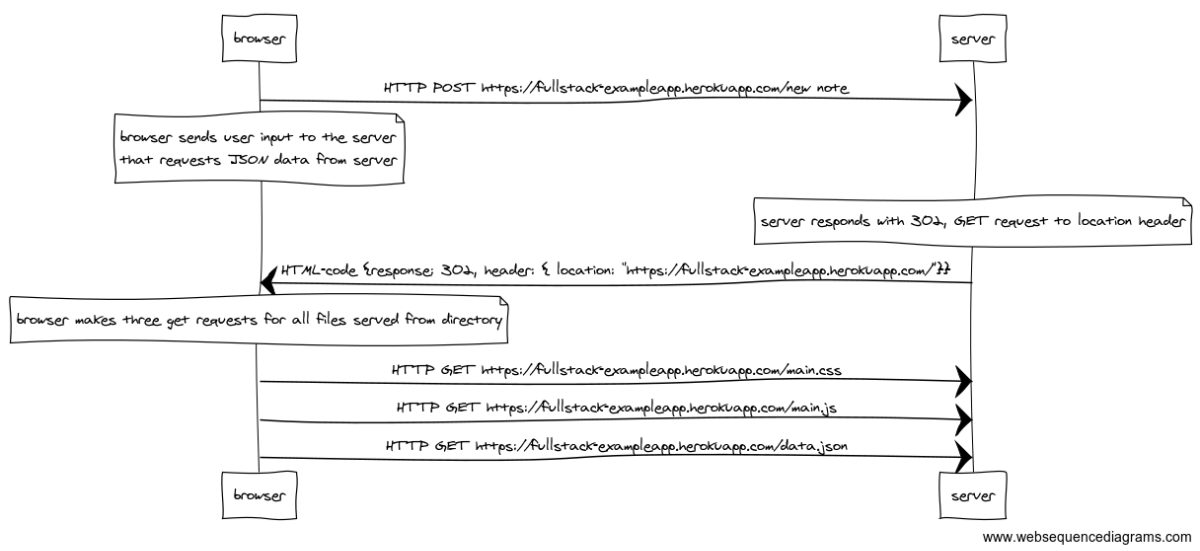 browser
server
HTTP POST https://fullstack-exampleapp.herokuapp.com/new note
browser sends user input to the server
that requests JSON data from server
server responds with 302, GET request to location header
HTML-code {response: 302, header: { location: "https://fullstack-exampleapp.herokuapp.com/"}}
browser makes three get requests for all files served from directory
HTTP GET https://fullstack-exampleapp.herokuapp.com/main.css
HTTP GET https://fullstack-exampleapp.herokuapp.com/main.js
HTTP GET https://fullstack-exampleapp.herokuapp.com/data.json
browser
server
www.websequencediagrams.com